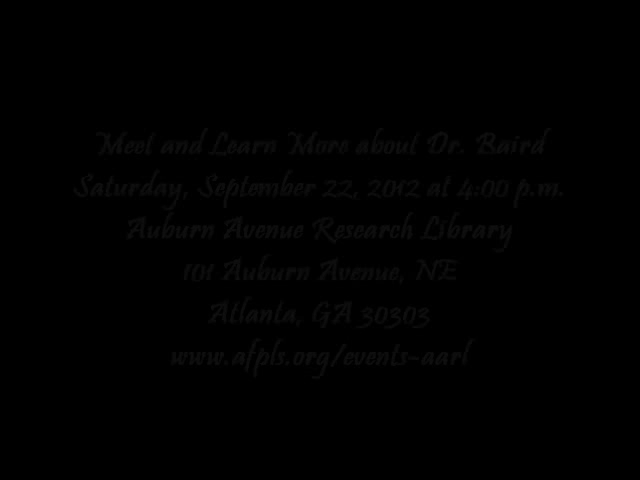 Meet and Learn More about Dr. Baird
Saturday, September 22, 2012 at 4:00 p.m.
Auburn Avenue Research Library
101 Auburn Avenue, NE
Atlanta, GA 30303
www.afpls.org/events-aarl